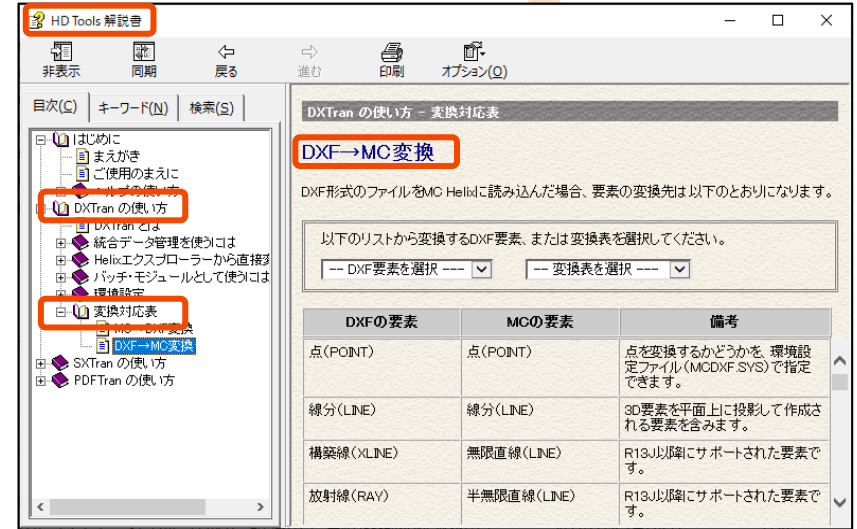 HD Tools 解説書
非表示 同期 戻る 進む 印刷 オプション(O)
目次(C) キーワード(N) 検索(S)
はじめに
まえがき
ご使用のまえに
ヘルプの使い方
DXTran の使い方
DXTran とは
統合データ管理を使うには
Helixエクスプローラーから直接
バッチ・モジュールとして使うには
環境設定
変換対応表
MC→DXF変換
DXF→MC変換
SXTran の使い方
PDFTran の使い方
DXTran の使い方 - 変換対応表
DXF→MC変換
DXF形式のファイルをMC Helixに読み込んだ場合、要素の変換先は以下のとおりになります。
以下のリストから変換するDXF要素、または変換表を選択してください。
-- DXF要素を選択 --- -- 変換表を選択 ---
DXFの要素 MCの要素 備考
点(POINT) 点(POINT) 点を変換するかどうかを、環境設
定ファイル(MCDXF.SYS)で指定
できます。
線分(LINE) 線分(LINE) 3D要素を平面上に投影して作成さ
れる要素を含みます。
構築線(XLINE) 無限直線(LINE) R13J以降にサポートされた要素で
す。
放射線(RAY) 半無限直線(LINE) R13J以降にサポートされた要素で
す。